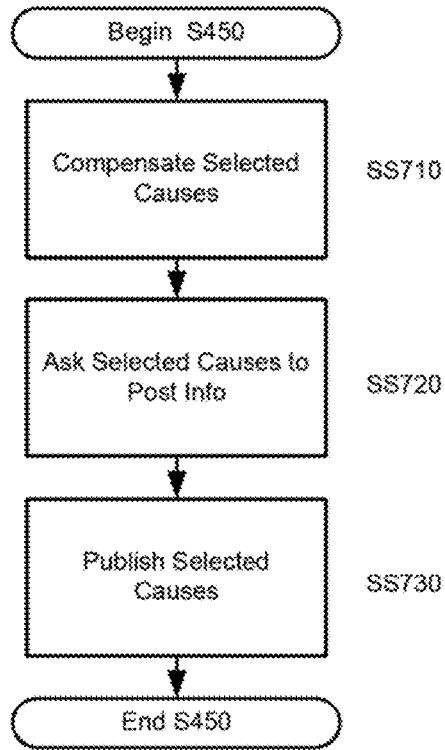 Begin S450
Compensate Selected
Causes
SS710
Ask Selected Causes to
Post Info
SS720
Publish Selected
Causes
SS730
End S450